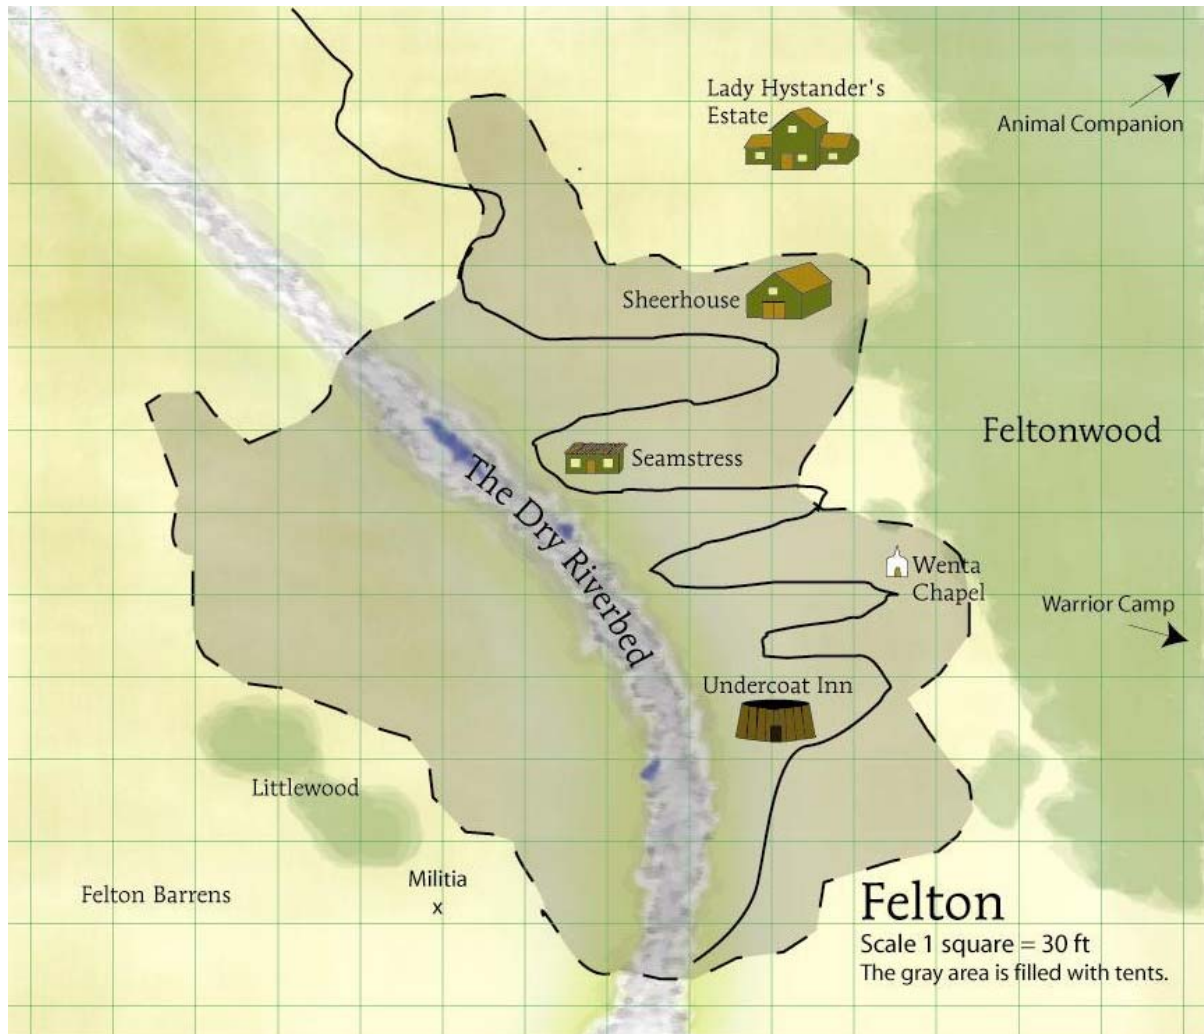 Lady Hystander's
Estate
Animal Companion
Sheerhouse
Feltonwood
Seamstress
The Dry Riverbed
Wenta
Chapel
Warrior Camp
Undercoat Inn
Littlewood
Militia
x
Felton Barrens
Felton
Scale 1 square = 30 ft
The gray area is filled with tents.